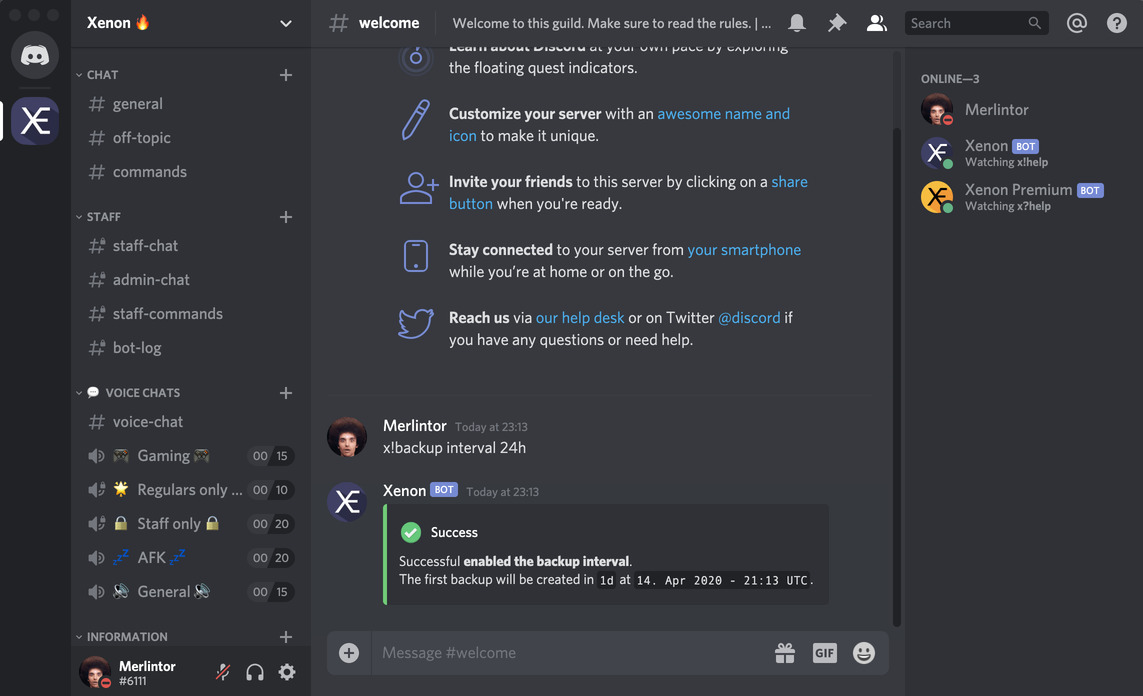 Xenon 🔥
CHAT
general
off-topic
commands
STAFF
staff-chat
admin-chat
staff-commands
bot-log
💬 VOICE CHATS
voice-chat
🎮 Gaming 🎮 00 15
🌟 Regulars only ... 00 10
🔒 Staff only 🔒 00 20
💤 AFK 💤 00 20
🔊 General 🔊 00 15
INFORMATION
Merlintor
#6111
# welcome
Welcome to this guild. Make sure to read the rules. | ...
Search
Learn about Discord at your own pace by exploring
the floating quest indicators.
Customize your server with an awesome name and
icon to make it unique.
Invite your friends to this server by clicking on a share
button when you're ready.
Stay connected to your server from your smartphone
while you’re at home or on the go.
Reach us via our help desk or on Twitter @discord if
you have any questions or need help.
Merlintor Today at 23:13
x!backup interval 24h
Xenon BOT Today at 23:13
Success
Successful enabled the backup interval.
The first backup will be created in 1d at 14. Apr 2020 - 21:13 UTC.
Message #welcome
GIF
ONLINE—3
Merlintor
Xenon BOT
Watching x!help
Xenon Premium BOT
Watching x?help